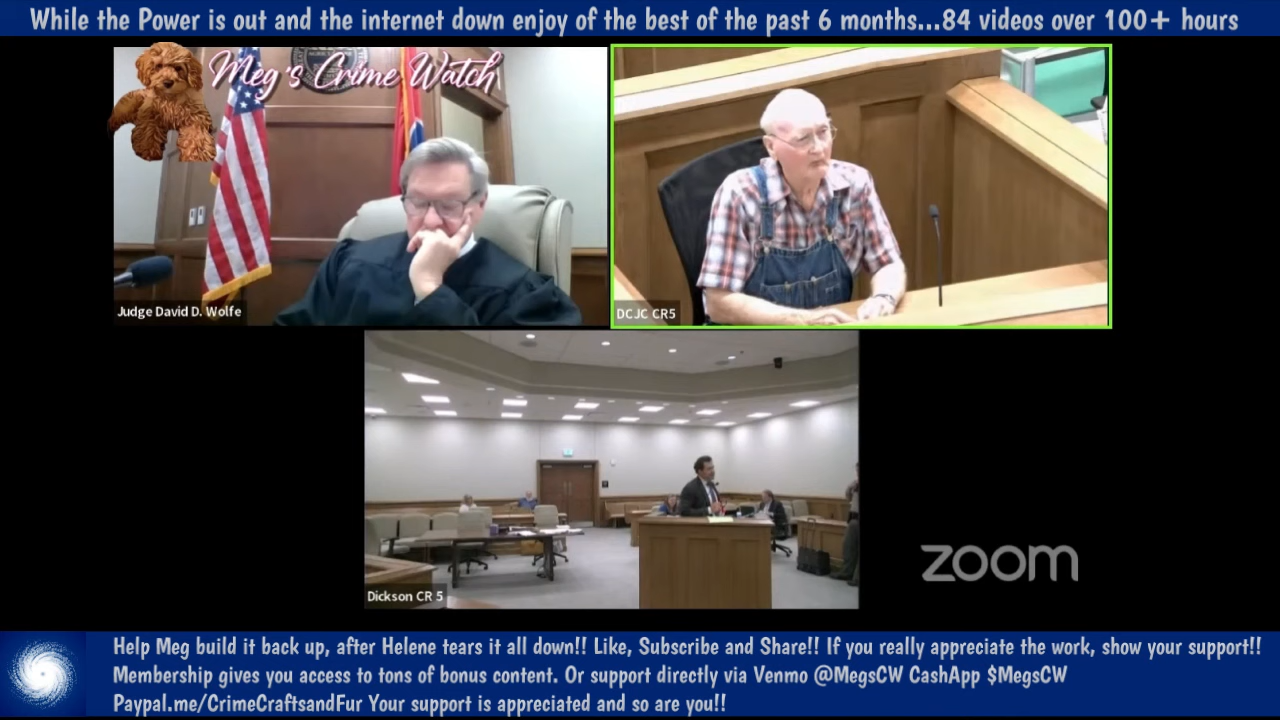 While the Power is out and the internet down enjoy of the best of the past 6 months...84 videos over 100+ hours
Meg's Crime Watch
Judge David D. Wolfe
DCJC CR5
Dickson CR 5
zoom
Help Meg build it back up, after Helene tears it all down!! Like, Subscribe and Share!! If you really appreciate the work, show your support!!
Membership gives you access to tons of bonus content. Or support directly via Venmo @MegsCW CashApp $MegsCW
Paypal.me/CrimeCraftsandFur Your support is appreciated and so are you!!